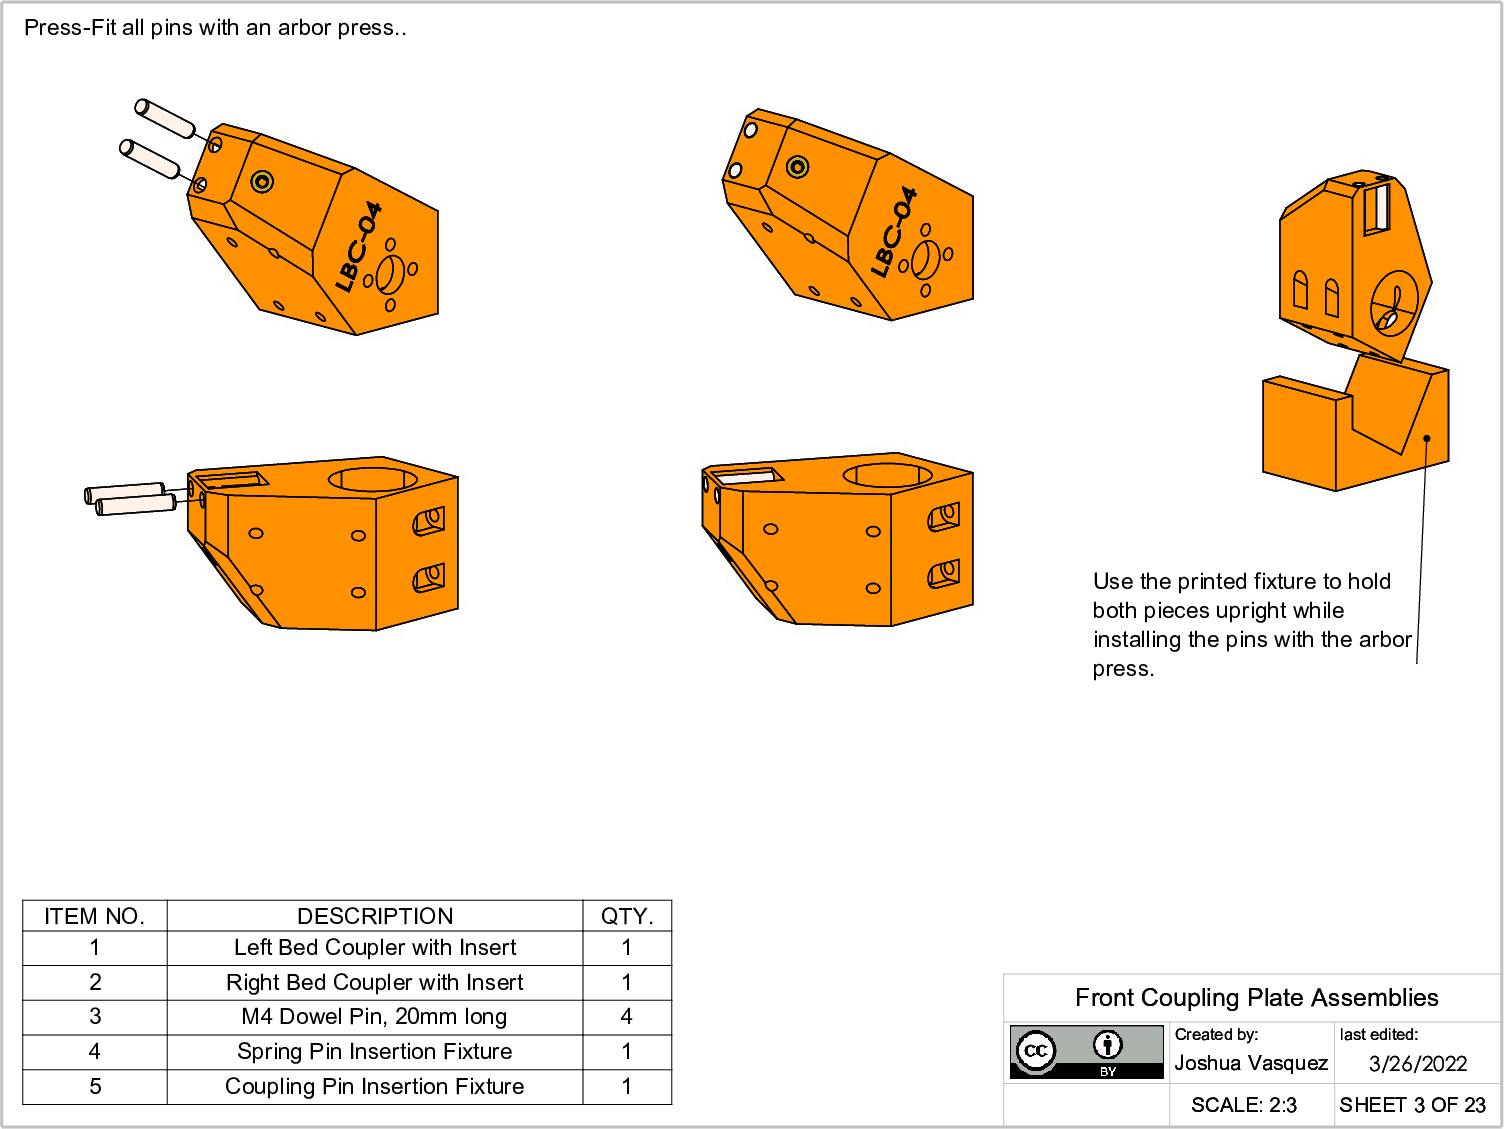 Press-Fit all pins with an arbor press..
LBC-04
LBC-04
Use the printed fixture to hold
both pieces upright while
installing the pins with the arbor
press.
ITEM NO. DESCRIPTION QTY.
1 Left Bed Coupler with Insert 1
2 Right Bed Coupler with Insert 1
3 M4 Dowel Pin, 20mm long 4
4 Spring Pin Insertion Fixture 1
5 Coupling Pin Insertion Fixture 1
Front Coupling Plate Assemblies
cc BY
Created by:
Joshua Vasquez
last edited:
3/26/2022
SCALE: 2:3
SHEET 3 OF 23